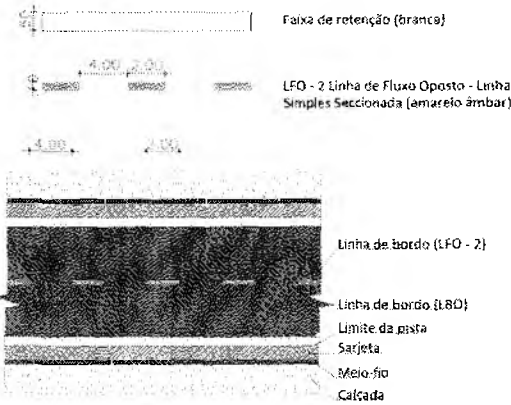 Faixa de retenção (branca)
4.00 2.00
LFO - 2 Linha de Fluxo Oposto - Linha
Simples Seccionada (amarelo âmbar)
4.00 2.00
Linha de bordo (LFO - 2)
Linha de bordo (LBO)
Limite da pista
Sarjeta
Meio-fio
Calçada